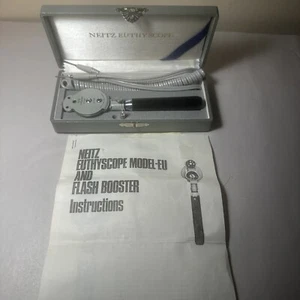 NEITZ EUTHYSCOPE
NEITZ
EUTHYSCOPE MODEL-EU
AND
FLASH BOOSTER
Instructions